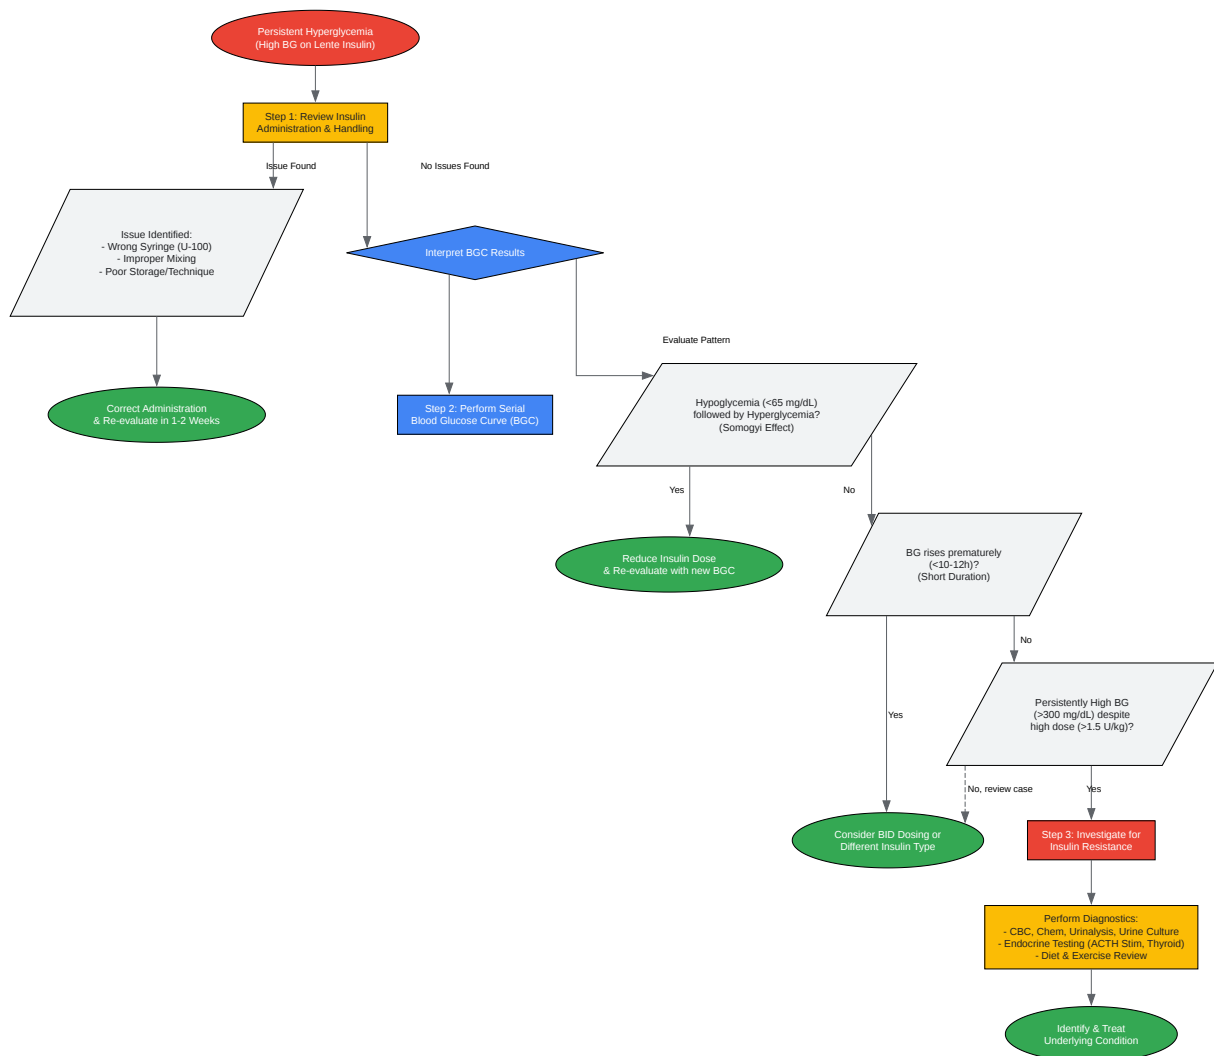 Persistent Hyperglycemia
(High BG on Lente Insulin)
Step 1: Review Insulin
Administration & Handling
Issue Found
No Issues Found
Issue Identified:
- Wrong Syringe (U-100)
- Improper Mixing
- Poor Storage/Technique
Interpret BGC Results
Evaluate Pattern
Correct Administration
& Re-evaluate in 1-2 Weeks
Step 2: Perform Serial
Blood Glucose Curve (BGC)
Hypoglycemia (<65 mg/dL)
followed by Hyperglycemia?
(Somogyi Effect)
Yes
No
Reduce Insulin Dose
& Re-evaluate with new BGC
BG rises prematurely
(<10-12h)?
(Short Duration)
No
Yes
Persistently High BG
(>300 mg/dL) despite
high dose (>1.5 U/kg)?
No, review case
Yes
Consider BID Dosing or
Different Insulin Type
Step 3: Investigate for
Insulin Resistance
Perform Diagnostics:
- CBC, Chem, Urinalysis, Urine Culture
- Endocrine Testing (ACTH Stim, Thyroid)
- Diet & Exercise Review
Identify & Treat
Underlying Condition